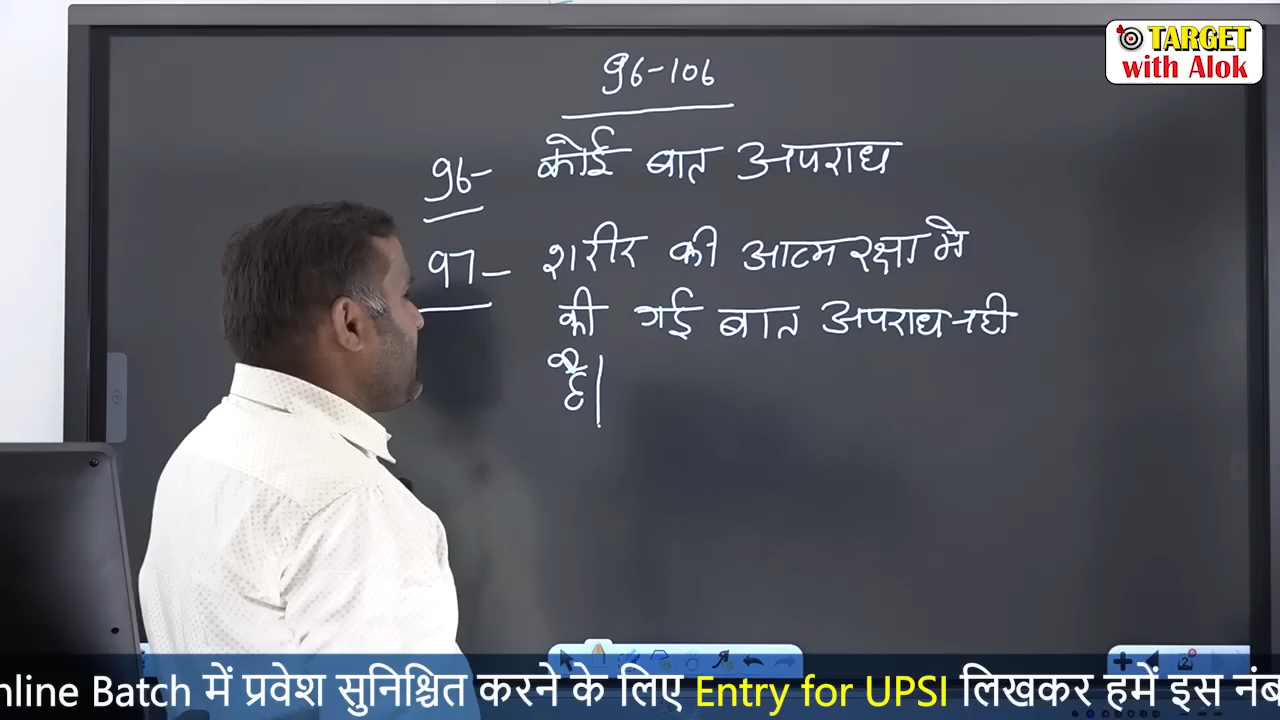 TARGET
with Alok
96-106
96- कोई बात अपराध
97- शरीर की आत्मरक्षा मे
की गई बात अपराध नही
है।
nline Batch में प्रवेश सुनिश्चित करने के लिए Entry for UPSI लिखकर हमें इस नंब